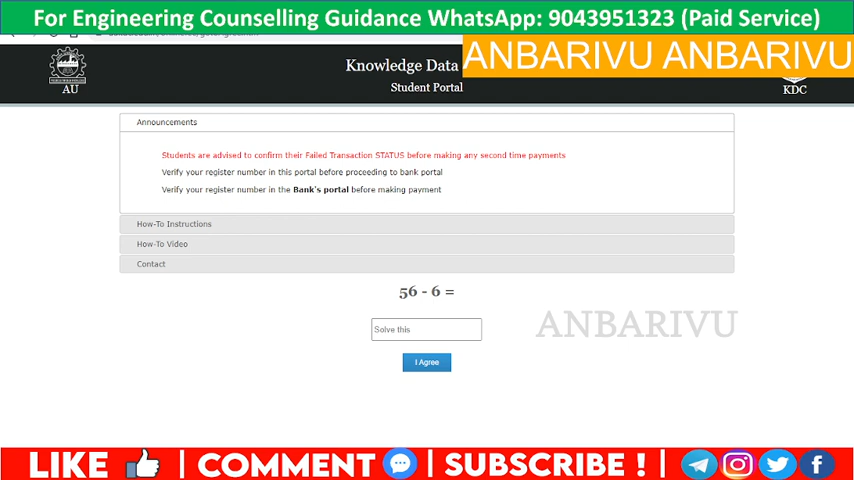 For Engineering Counselling Guidance WhatsApp: 9043951323 (Paid Service)
ANBARIVU ANBARIVU
Knowledge Data
AU
Student Portal
KDC
Announcements
Students are advised to confirm their Failed Transaction STATUS before making any second time payments
Verify your register number in this portal before proceeding to bank portal
Verify your register number in the Bank's portal before making payment
How-To Instructions
How-To Video
Contact
56 - 6 =
Solve this
ANBARIVU
I Agree
LIKE | COMMENT | SUBSCRIBE ! |